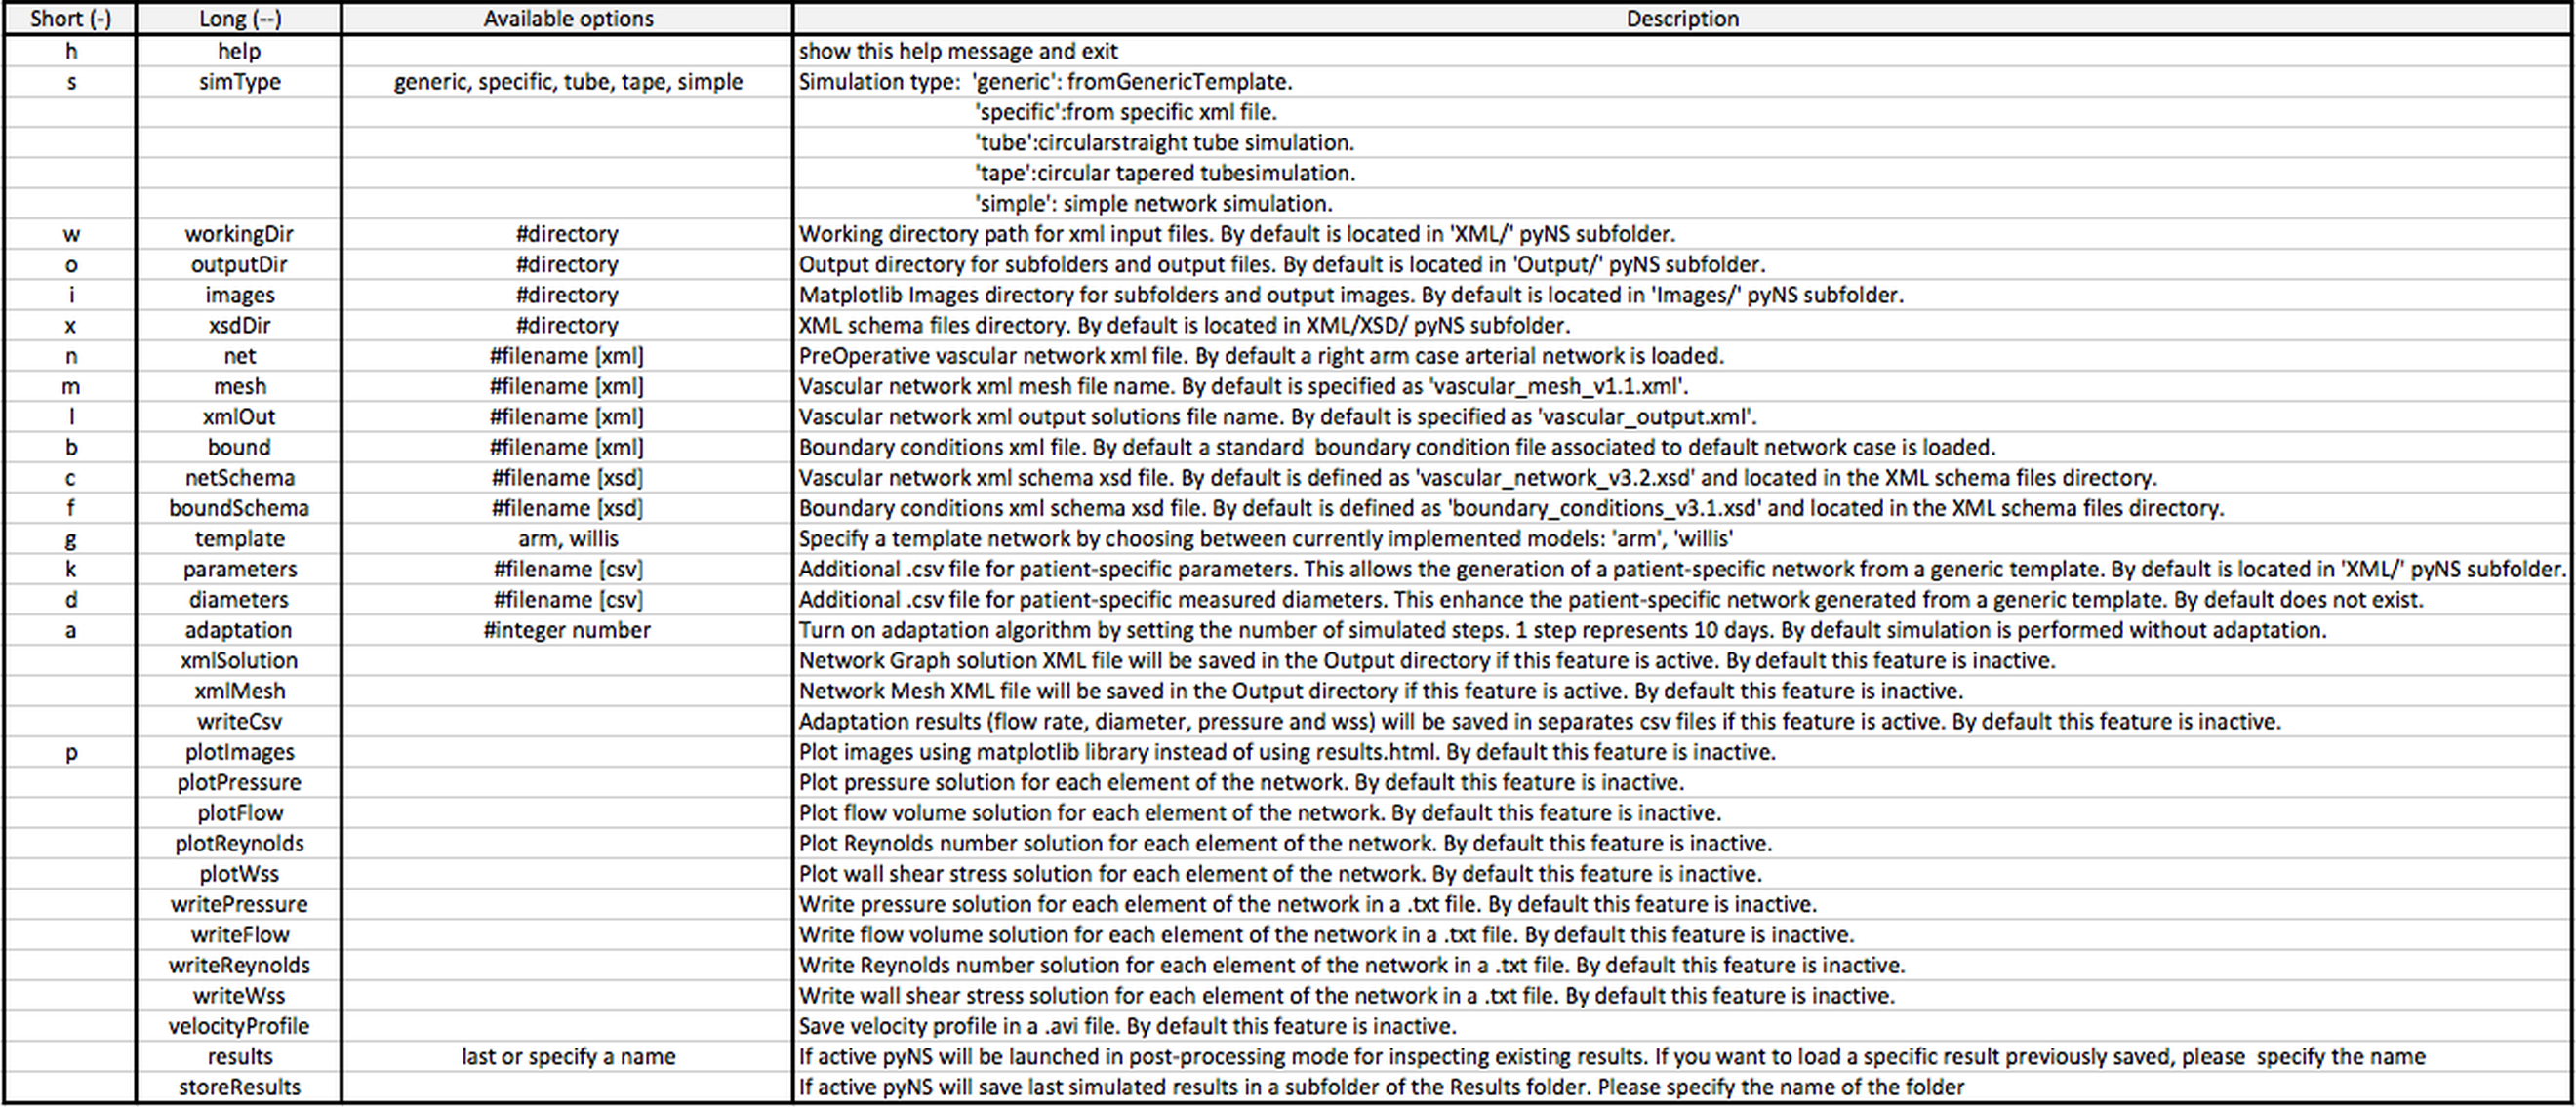 Short (-) Long (--) Available options Description
h help show this help message and exit
s simType generic, specific, tube, tape, simple Simulation type: 'generic': fromGenericTemplate.
'specific':from specific xml file.
'tube':circularstraight tube simulation.
'tape':circular tapered tubesimulation.
'simple': simple network simulation.
w workingDir #directory Working directory path for xml input files. By default is located in 'XML/' pyNS subfolder.
o outputDir #directory Output directory for subfolders and output files. By default is located in 'Output/' pyNS subfolder.
i images #directory Matplotlib Images directory for subfolders and output images. By default is located in 'Images/' pyNS subfolder.
x xsdDir #directory XML schema files directory. By default is located in XML/XSD/ pyNS subfolder.
n net #filename [xml] PreOperative vascular network xml file. By default a right arm case arterial network is loaded.
m mesh #filename [xml] Vascular network xml mesh file name. By default is specified as 'vascular_mesh_v1.1.xml'.
l xmlOut #filename [xml] Vascular network xml output solutions file name. By default is specified as 'vascular_output.xml'.
b bound #filename [xml] Boundary conditions xml file. By default a standard boundary condition file associated to default network case is loaded.
c netSchema #filename [xsd] Vascular network xml schema xsd file. By default is defined as 'vascular_network_v3.2.xsd' and located in the XML schema files directory.
f boundSchema #filename [xsd] Boundary conditions xml schema xsd file. By default is defined as 'boundary_conditions_v3.1.xsd' and located in the XML schema files directory.
g template arm, willis Specify a template network by choosing between currently implemented models: 'arm', 'willis'
k parameters #filename [csv] Additional .csv file for patient-specific parameters. This allows the generation of a patient-specific network from a generic template. By default is located in 'XML/' pyNS subfolder.
d diameters #filename [csv] Additional .csv file for patient-specific measured diameters. This enhance the patient-specific network generated from a generic template. By default does not exist.
a adaptation #integer number Turn on adaptation algorithm by setting the number of simulated steps. 1 step represents 10 days. By default simulation is performed without adaptation.
xmlSolution Network Graph solution XML file will be saved in the Output directory if this feature is active. By default this feature is inactive.
xmlMesh Network Mesh XML file will be saved in the Output directory if this feature is active. By default this feature is inactive.
writeCsv Adaptation results (flow rate, diameter, pressure and wss) will be saved in separates csv files if this feature is active. By default this feature is inactive.
p plotImages Plot images using matplotlib library instead of using results.html. By default this feature is inactive.
plotPressure Plot pressure solution for each element of the network. By default this feature is inactive.
plotFlow Plot flow volume solution for each element of the network. By default this feature is inactive.
plotReynolds Plot Reynolds number solution for each element of the network. By default this feature is inactive.
plotWss Plot wall shear stress solution for each element of the network. By default this feature is inactive.
writePressure Write pressure solution for each element of the network in a .txt file. By default this feature is inactive.
writeFlow Write flow volume solution for each element of the network in a .txt file. By default this feature is inactive.
writeReynolds Write Reynolds number solution for each element of the network in a .txt file. By default this feature is inactive.
writeWss Write wall shear stress solution for each element of the network in a .txt file. By default this feature is inactive.
velocityProfile Save velocity profile in a .avi file. By default this feature is inactive.
results last or specify a name If active pyNS will be launched in post-processing mode for inspecting existing results. If you want to load a specific result previously saved, please specify the name
storeResults If active pyNS will save last simulated results in a subfolder of the Results folder. Please specify the name of the folder